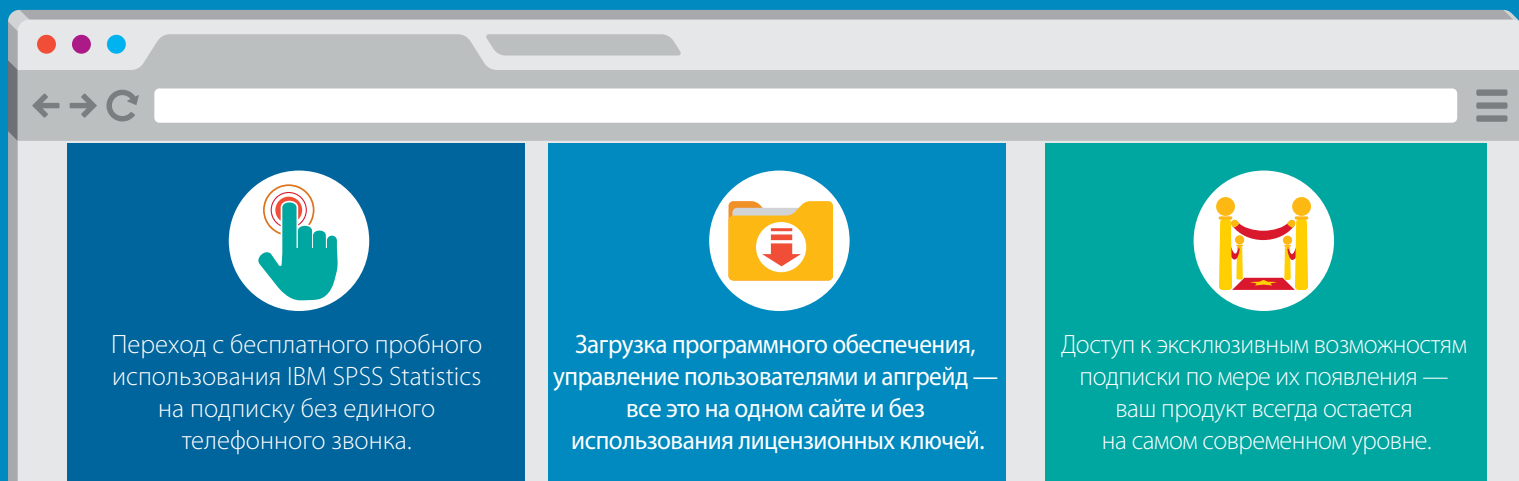 Переход с бесплатного пробного
использования IBM SPSS Statistics
на подписку без единого
телефонного звонка.
Загрузка программного обеспечения,
управление пользователями и апгрейд —
все это на одном сайте и без
использования лицензионных ключей.
Доступ к эксклюзивным возможностям
подписки по мере их появления —
ваш продукт всегда остается
на самом современном уровне.